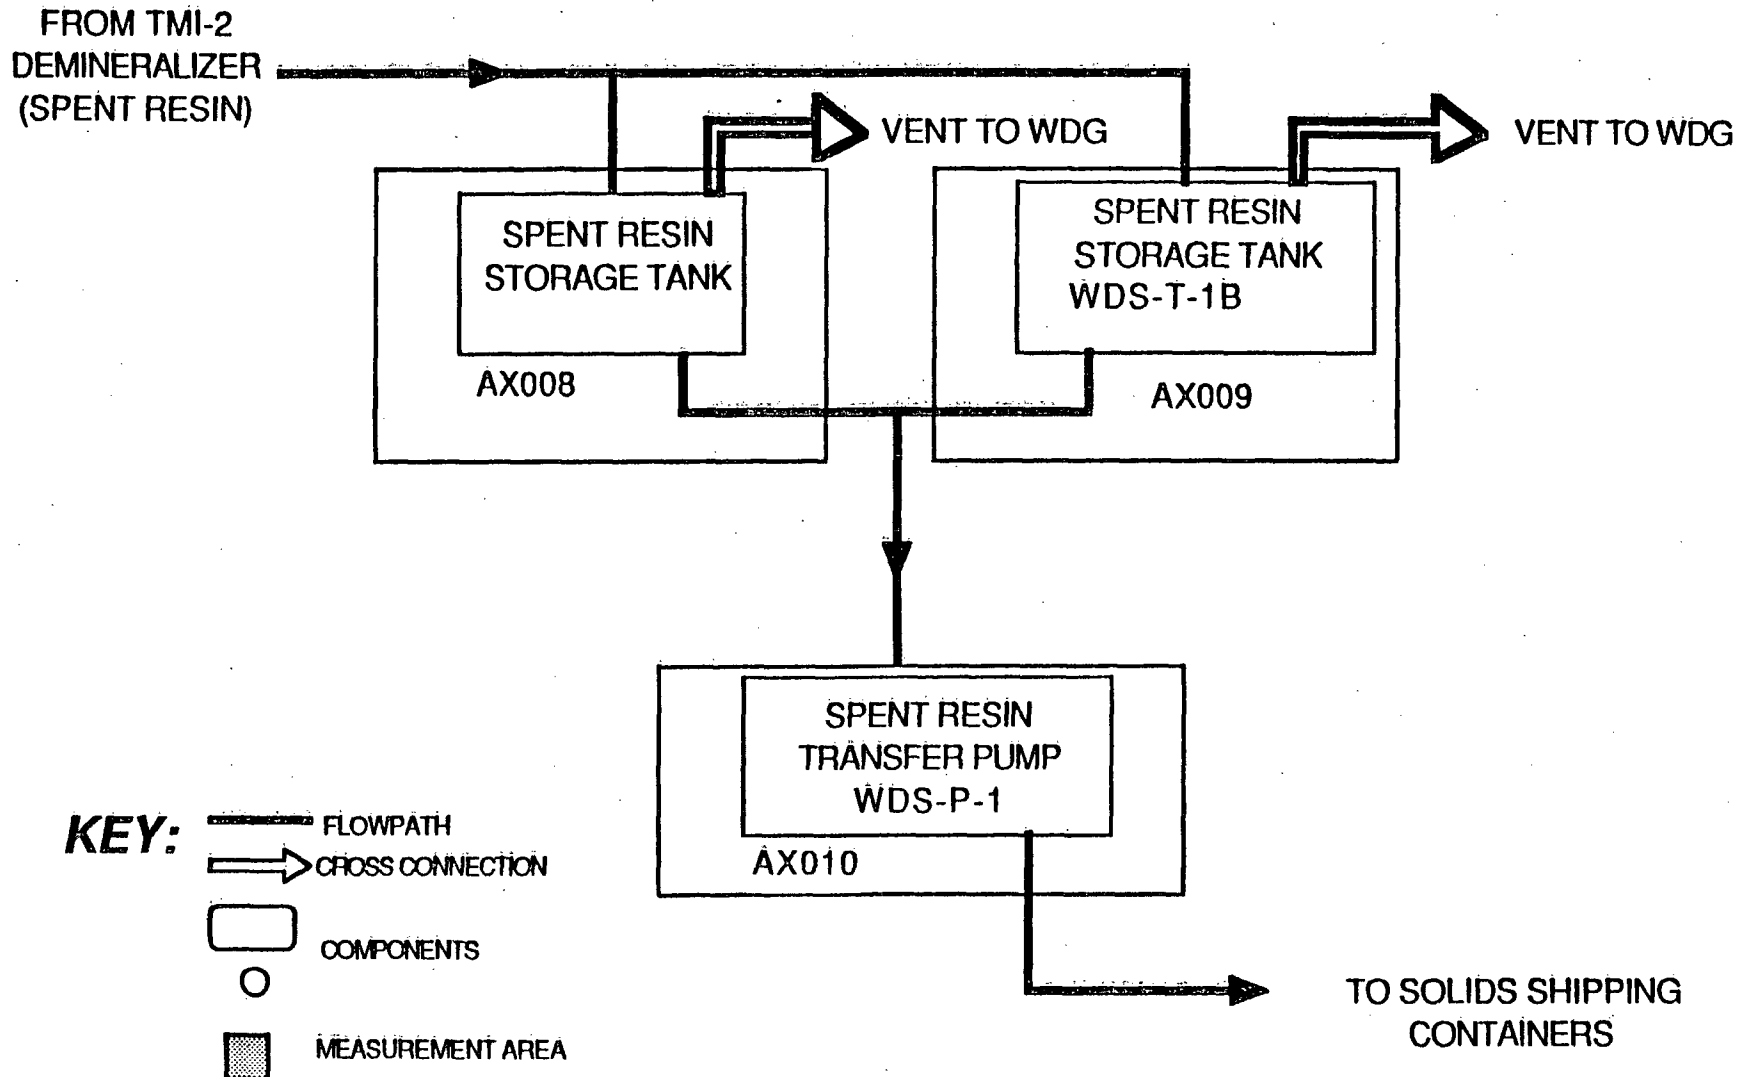 FROM TMI-2
DEMINERALIZER
(SPENT RESIN)
VENT TO WDG
VENT TO WDG
SPENT RESIN
STORAGE TANK
AX008
SPENT RESIN
STORAGE TANK
WDS-T-1B
AX009
SPENT RESIN
TRANSFER PUMP
WDS-P-1
AX010
KEY:
FLOWPATH
CROSS CONNECTION
COMPONENTS
MEASUREMENT AREA
TO SOLIDS SHIPPING
CONTAINERS